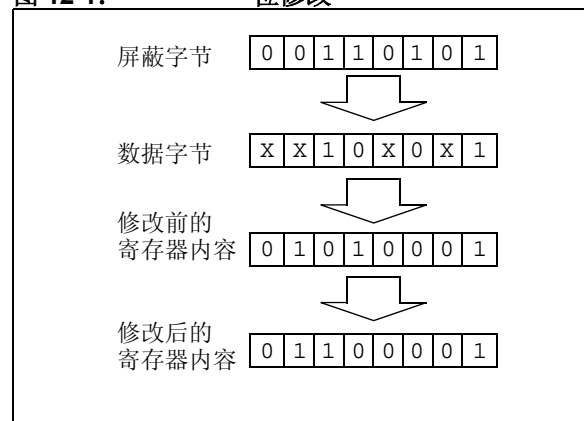 屏蔽字节 0 0 1 1 0 1 0 1
数据字节 X X 1 0 X 0 X 1
修改前的
寄存器内容 0 1 0 1 0 0 0 1
修改后的
寄存器内容 0 1 1 0 0 0 0 1